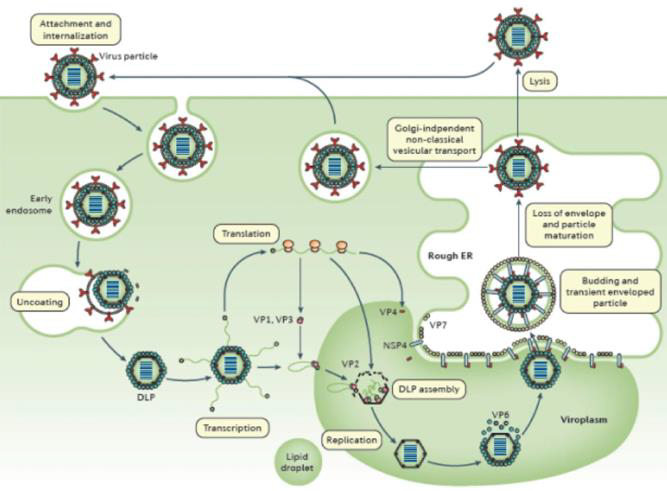 Attachment and
internalization
Virus particle
Lysis
Golgi-indpendent
non-classical
vesicular transport
Early
endosome
Translation
Loss of envelope
and particle
maturation
Rough ER
Budding and
transient enveloped
particle
Uncoating
VP1, VP3
VP4
VP7
NSP4
VP2
DLP
DLP assembly
Transcription
Replication
VP6
Viroplasm
Lipid
droplet